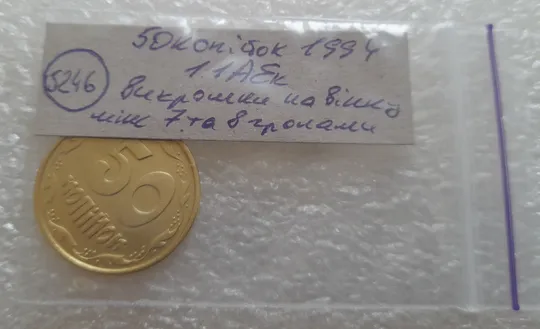 50 копійок 1994
5246
1.1АЕк
Викрошки на вінку
між 7 та 8 гронами
50
КОПІЙОК